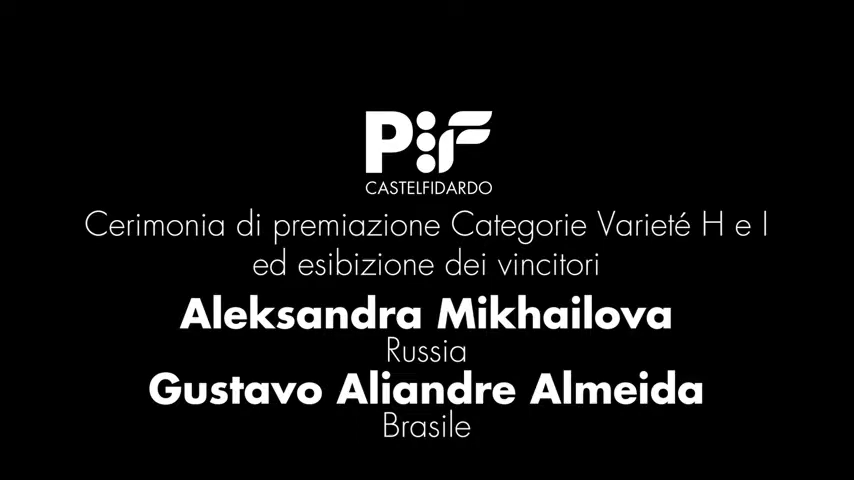 PIF
CASTELFIDARDO
Cerimonia di premiazione Categorie Varieté H e I
ed esibizione dei vincitori
Aleksandra Mikhailova
Russia
Gustavo Aliandre Almeida
Brasile